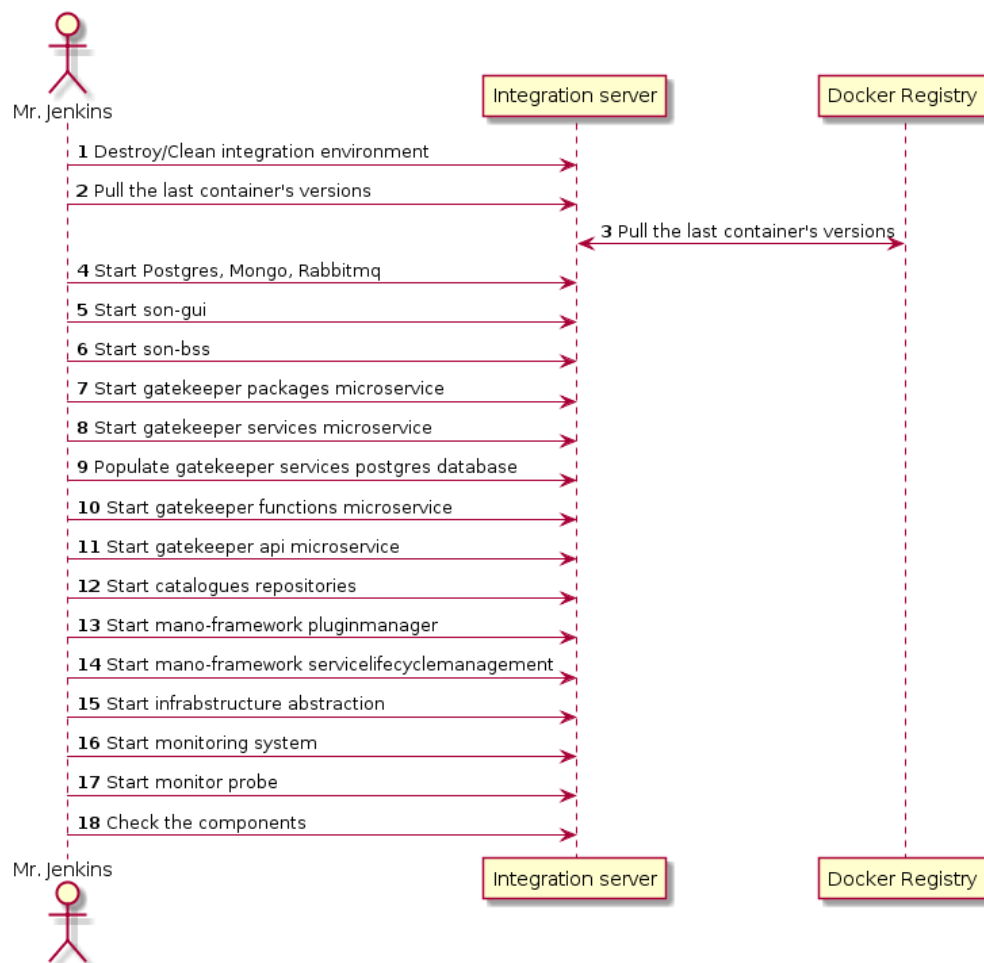 Mr. Jenkins
Integration server
Docker Registry
1 Destroy/Clean integration environment
2 Pull the last container's versions
3 Pull the last container's versions
4 Start Postgres, Mongo, Rabbitmq
5 Start son-gui
6 Start son-bss
7 Start gatekeeper packages microservice
8 Start gatekeeper services microservice
9 Populate gatekeeper services postgres database
10 Start gatekeeper functions microservice
11 Start gatekeeper api microservice
12 Start catalogues repositories
13 Start mano-framework pluginmanager
14 Start mano-framework servicelifecyclemanagement
15 Start infrabstructure abstraction
16 Start monitoring system
17 Start monitor probe
18 Check the components
Mr. Jenkins
Integration server
Docker Registry